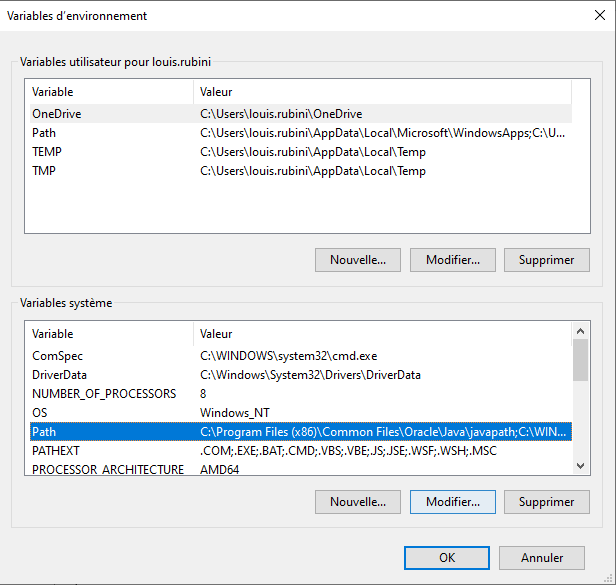 Variables d'environnement
Variables utilisateur pour louis.rubini
Variable Valeur
OneDrive C:\Users\louis.rubini\OneDrive
Path C:\Users\louis.rubini\AppData\Local\Microsoft\WindowsApps;C:\U...
TEMP C:\Users\louis.rubini\AppData\Local\Temp
TMP C:\Users\louis.rubini\AppData\Local\Temp
Nouvelle... Modifier... Supprimer
Variables système
Variable Valeur
ComSpec C:\WINDOWS\system32\cmd.exe
DriverData C:\Windows\System32\Drivers\DriverData
NUMBER_OF_PROCESSORS 8
OS Windows_NT
Path C:\Program Files (x86)\Common Files\Oracle\Java\javapath;C:\WIN...
PATHEXT .COM;.EXE;.BAT;.CMD;.VBS;.VBE;.JS;.JSE;.WSF;.WSH;.MSC
PROCESSOR_ARCHITECTURE AMD64
Nouvelle... Modifier... Supprimer
OK Annuler